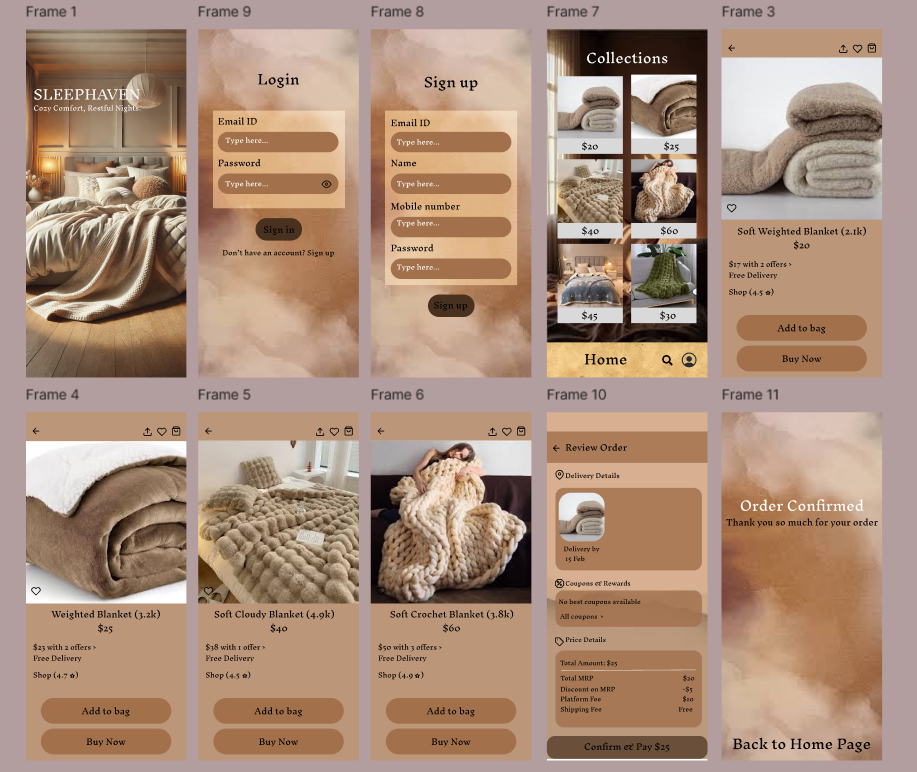 Frame 1
SLEEPHAVEN
Cozy Comfort, Restful Nights.
Frame 9
Login
Email ID
Type here...
Password
Type here...
Sign in
Don't have an account? Sign up
Frame 8
Sign up
Email ID
Type here...
Name
Type here...
Mobile number
Type here...
Password
Type here...
Sign up
Frame 7
Collections
$20
$25
$40
$60
$45
$30
Home
Frame 3
Soft Weighted Blanket (2.1k)
$20
$17 with 2 offers >
Free Delivery
Shop (4.5 ✩)
Add to bag
Buy Now
Frame 4
Weighted Blanket (3.2k)
$25
$23 with 2 offers >
Free Delivery
Shop (4.7 ✩)
Add to bag
Buy Now
Frame 5
Soft Cloudy Blanket (4.9k)
$40
$38 with 1 offer >
Free Delivery
Shop (4.5 ✩)
Add to bag
Buy Now
Frame 6
Soft Crochet Blanket (3.8k)
$60
$50 with 3 offer >
Free Delivery
Shop (4.9 ✩)
Add to bag
Buy Now
Frame 10
Review Order
Delivery Details
Delivery by
15 Feb
Coupons & Rewards
No best coupons available
All coupons >
Price Details
Total Amount: $25
Total MRP $20
Discount on MRP -$5
Platform Fee $10
Shipping Fee Free
Confirm & Pay $25
Frame 11
Order Confirmed
Thank you so much for your order
Back to Home Page